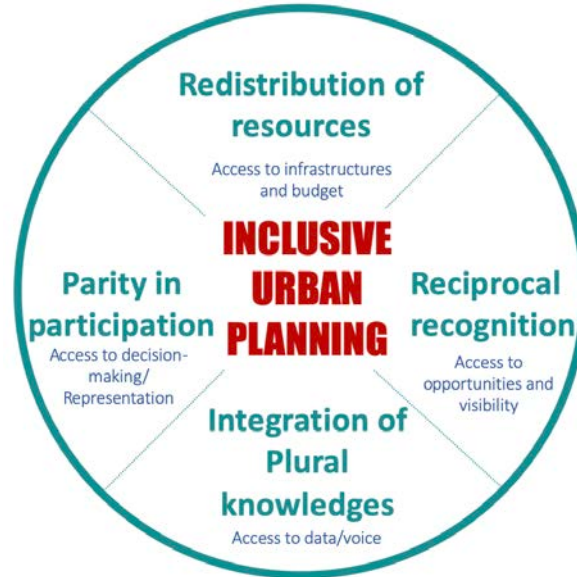 Redistribution of
resources
Access to infrastructures
and budget
INCLUSIVE
URBAN
PLANNING
Parity in
participation
Access to decision-
making/
Representation
Reciprocal
recognition
Access to
opportunities and
visibility
Integration of
Plural
knowledges
Access to data/voice